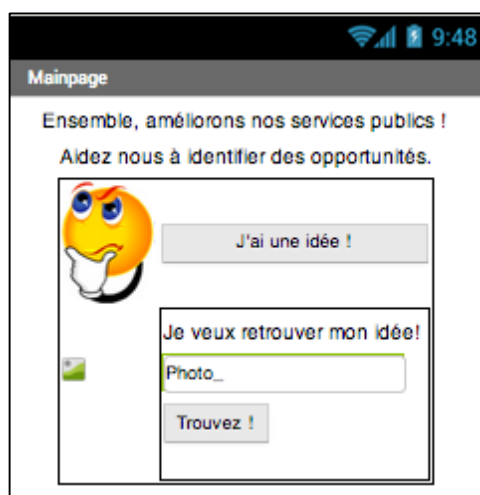 9:48
Mainpage
Ensemble, améliorons nos services publics !
Aidez nous à identifier des opportunités.
J'ai une idée !
Je veux retrouver mon idée!
Photo_
Trouvez !